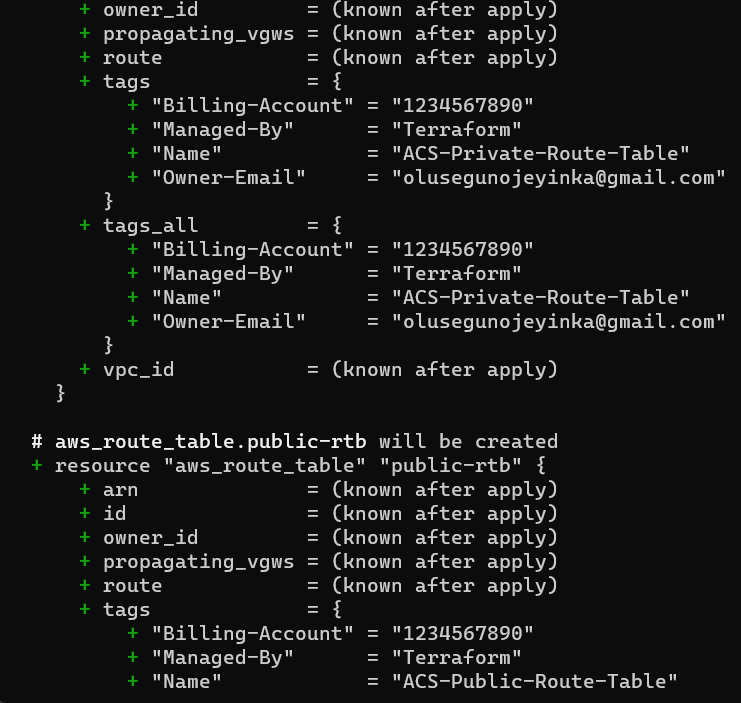 + owner_id         = (known after apply)
+ propagating_vgws = (known after apply)
+ route            = (known after apply)
+ tags             = {
+ "Billing-Account" = "1234567890"
+ "Managed-By"      = "Terraform"
+ "Name"            = "ACS-Private-Route-Table"
+ "Owner-Email"     = "olusegunojeyinka@gmail.com"
}
+ tags_all         = {
+ "Billing-Account" = "1234567890"
+ "Managed-By"      = "Terraform"
+ "Name"            = "ACS-Private-Route-Table"
+ "Owner-Email"     = "olusegunojeyinka@gmail.com"
}
+ vpc_id           = (known after apply)
}
# aws_route_table.public-rtb will be created
+ resource "aws_route_table" "public-rtb" {
+ arn              = (known after apply)
+ id               = (known after apply)
+ owner_id         = (known after apply)
+ propagating_vgws = (known after apply)
+ route            = (known after apply)
+ tags             = {
+ "Billing-Account" = "1234567890"
+ "Managed-By"      = "Terraform"
+ "Name"            = "ACS-Public-Route-Table"